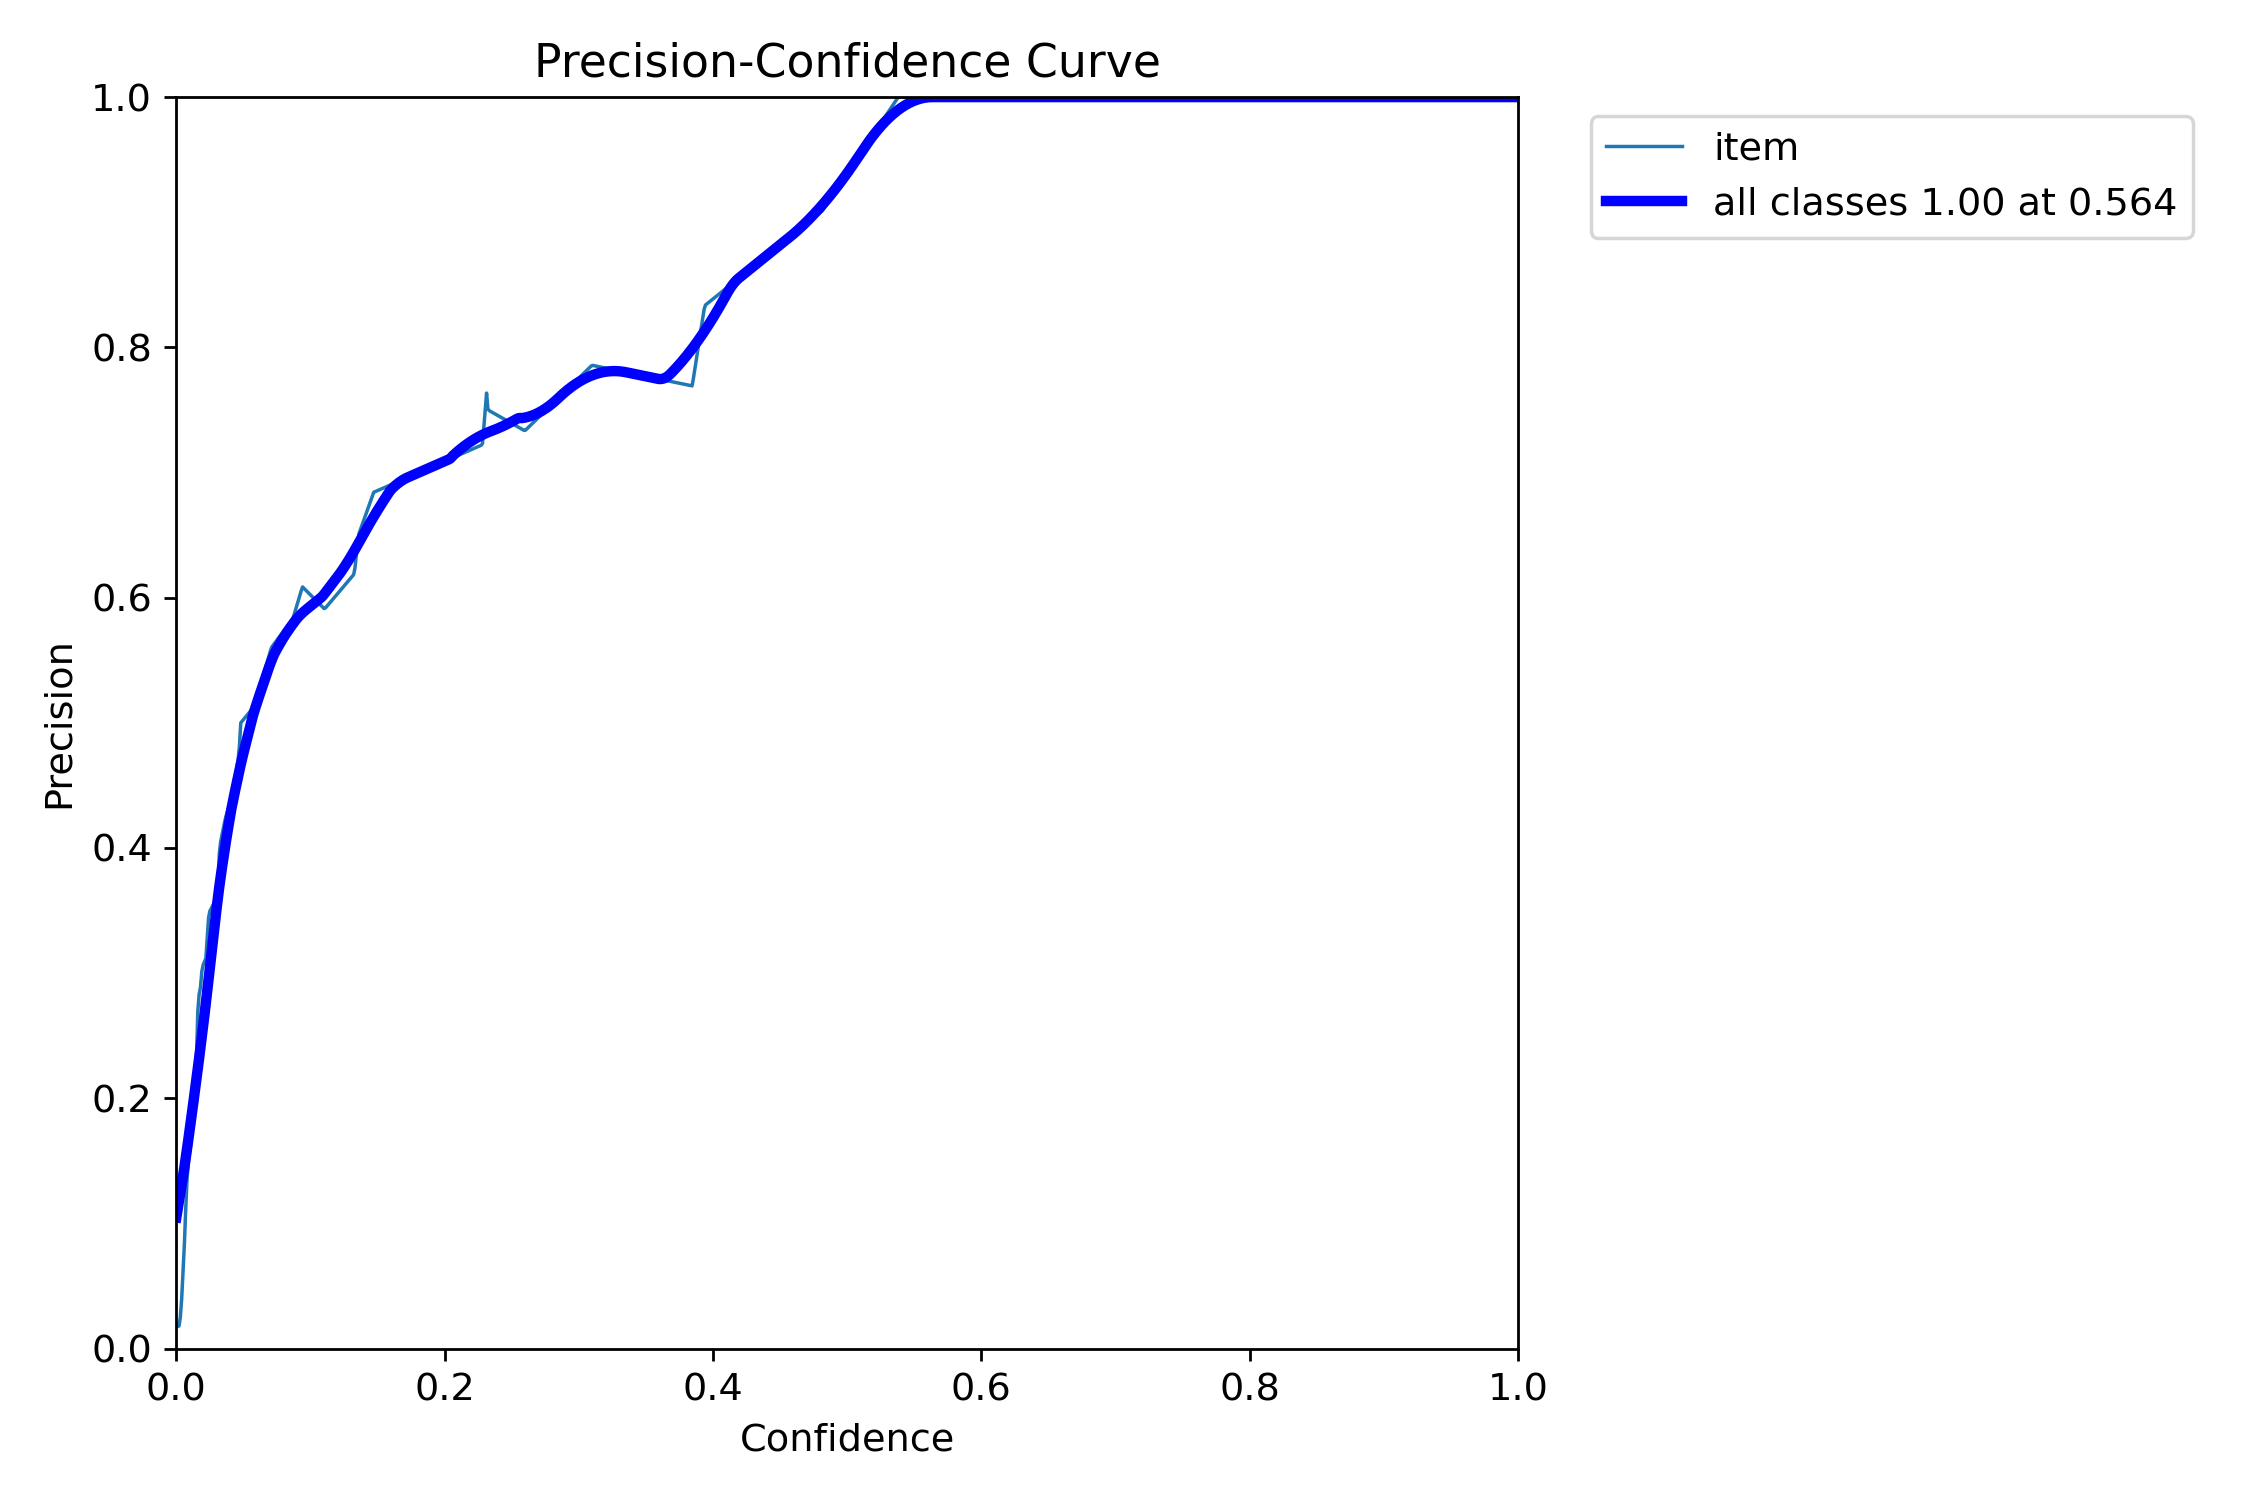 Precision-Confidence Curve
1.0
0.8
0.6
0.4
0.2
0.0
Precision
0.0 0.2 0.4 0.6 0.8 1.0
Confidence
item
all classes 1.00 at 0.564